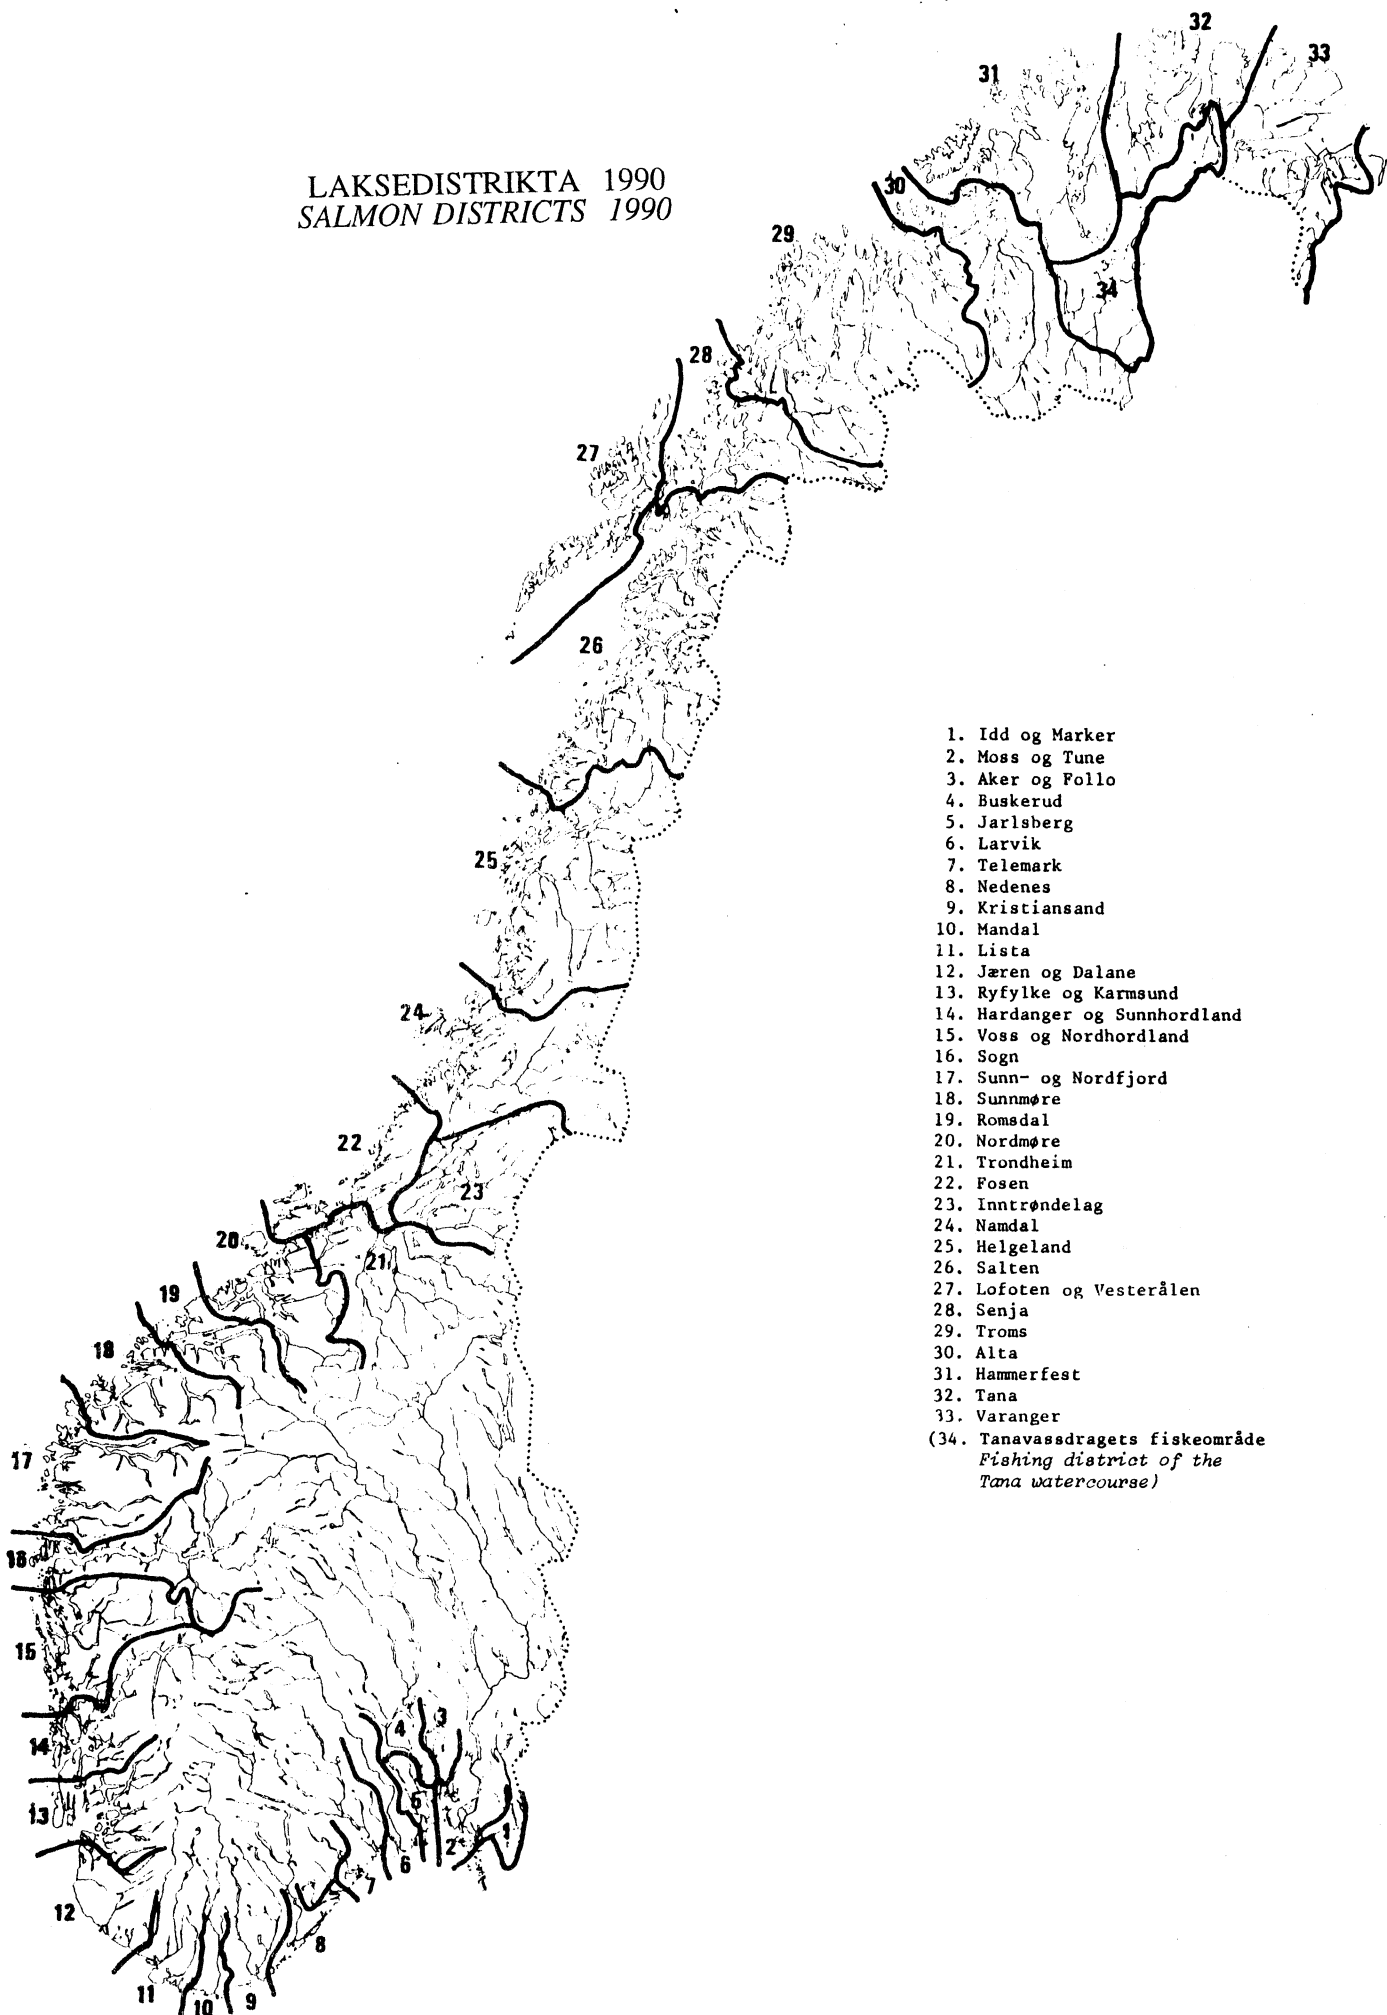 LAKSEDISTRIKTA 1990
SALMON DISTRICTS 1990
32
33
31
30
29
34
28
27
26
25
24
22
23
20
21
19
18
17
16
15
14
13
12
11
10
9
8
7
6
5
4
3
2
1
1. Idd og Marker
2. Moss og Tune
3. Aker og Follo
4. Buskerud
5. Jarlsberg
6. Larvik
7. Telemark
8. Nedenes
9. Kristiansand
10. Mandal
11. Lista
12. Jæren og Dalane
13. Ryfylke og Karmsund
14. Hardanger og Sunnhordland
15. Voss og Nordhordland
16. Sogn
17. Sunn- og Nordfjord
18. Sunnmøre
19. Romsdal
20. Nordmøre
21. Trondheim
22. Fosen
23. Inntrøndelag
24. Namdal
25. Helgeland
26. Salten
27. Lofoten og Vesterålen
28. Senja
29. Troms
30. Alta
31. Hammerfest
32. Tana
33. Varanger
(34. Tanavassdragets fiskeområde
Fishing district of the
Tana watercourse)